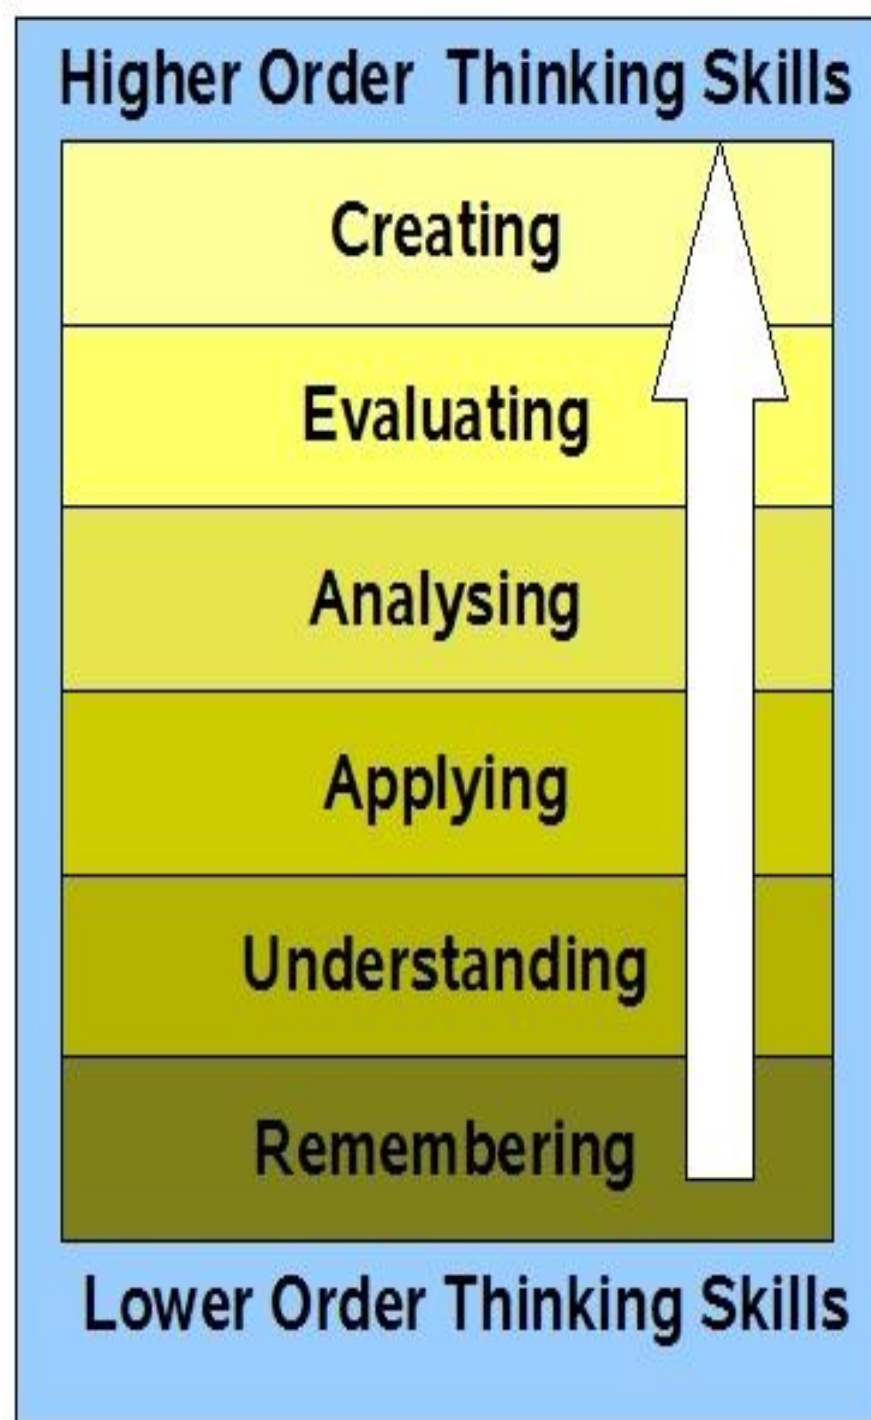 Higher Order Thinking Skills
Creating
Evaluating
Analysing
Applying
Understanding
Remembering
Lower Order Thinking Skills